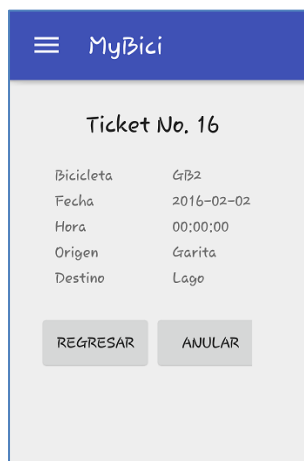 MyBici
Ticket No. 16
Bicicleta GB2
Fecha 2016-02-02
Hora 00:00:00
Origen Garita
Destino Lago
REGRESAR ANULAR